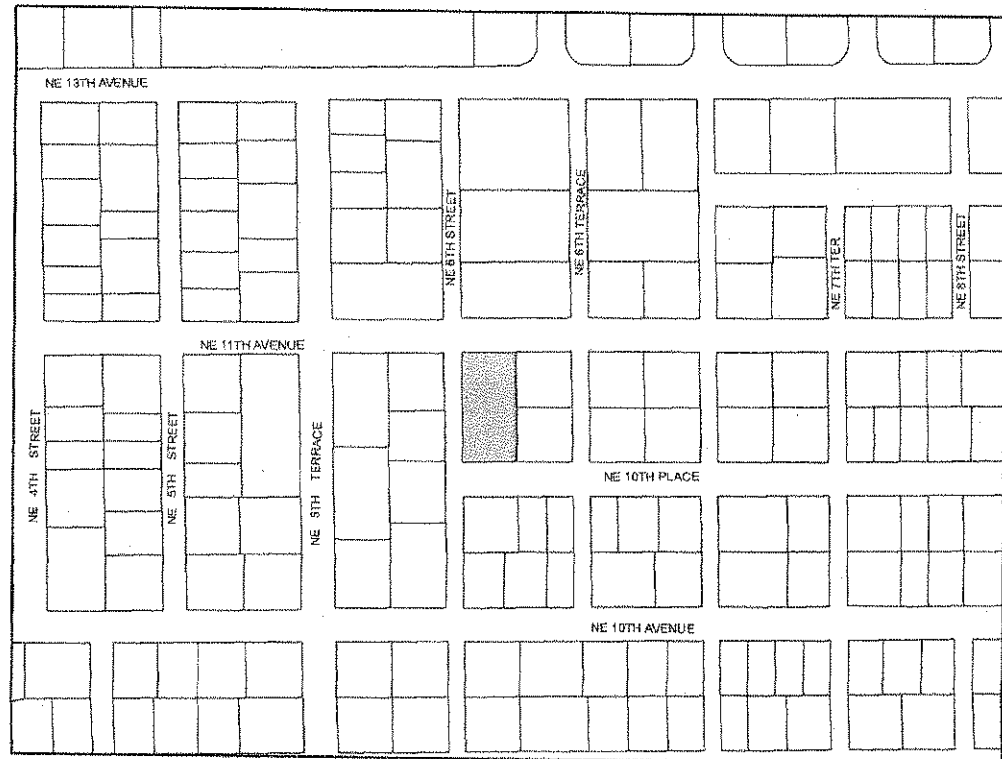 NE 13TH AVENUE
NE 6TH STREET
NE 6TH TERRACE
NE 7TH TER
NE 8TH STREET
NE 11TH AVENUE
NE 4TH STREET
NE 5TH STREET
NE 5TH TERRACE
NE 10TH PLACE
NE 10TH AVENUE